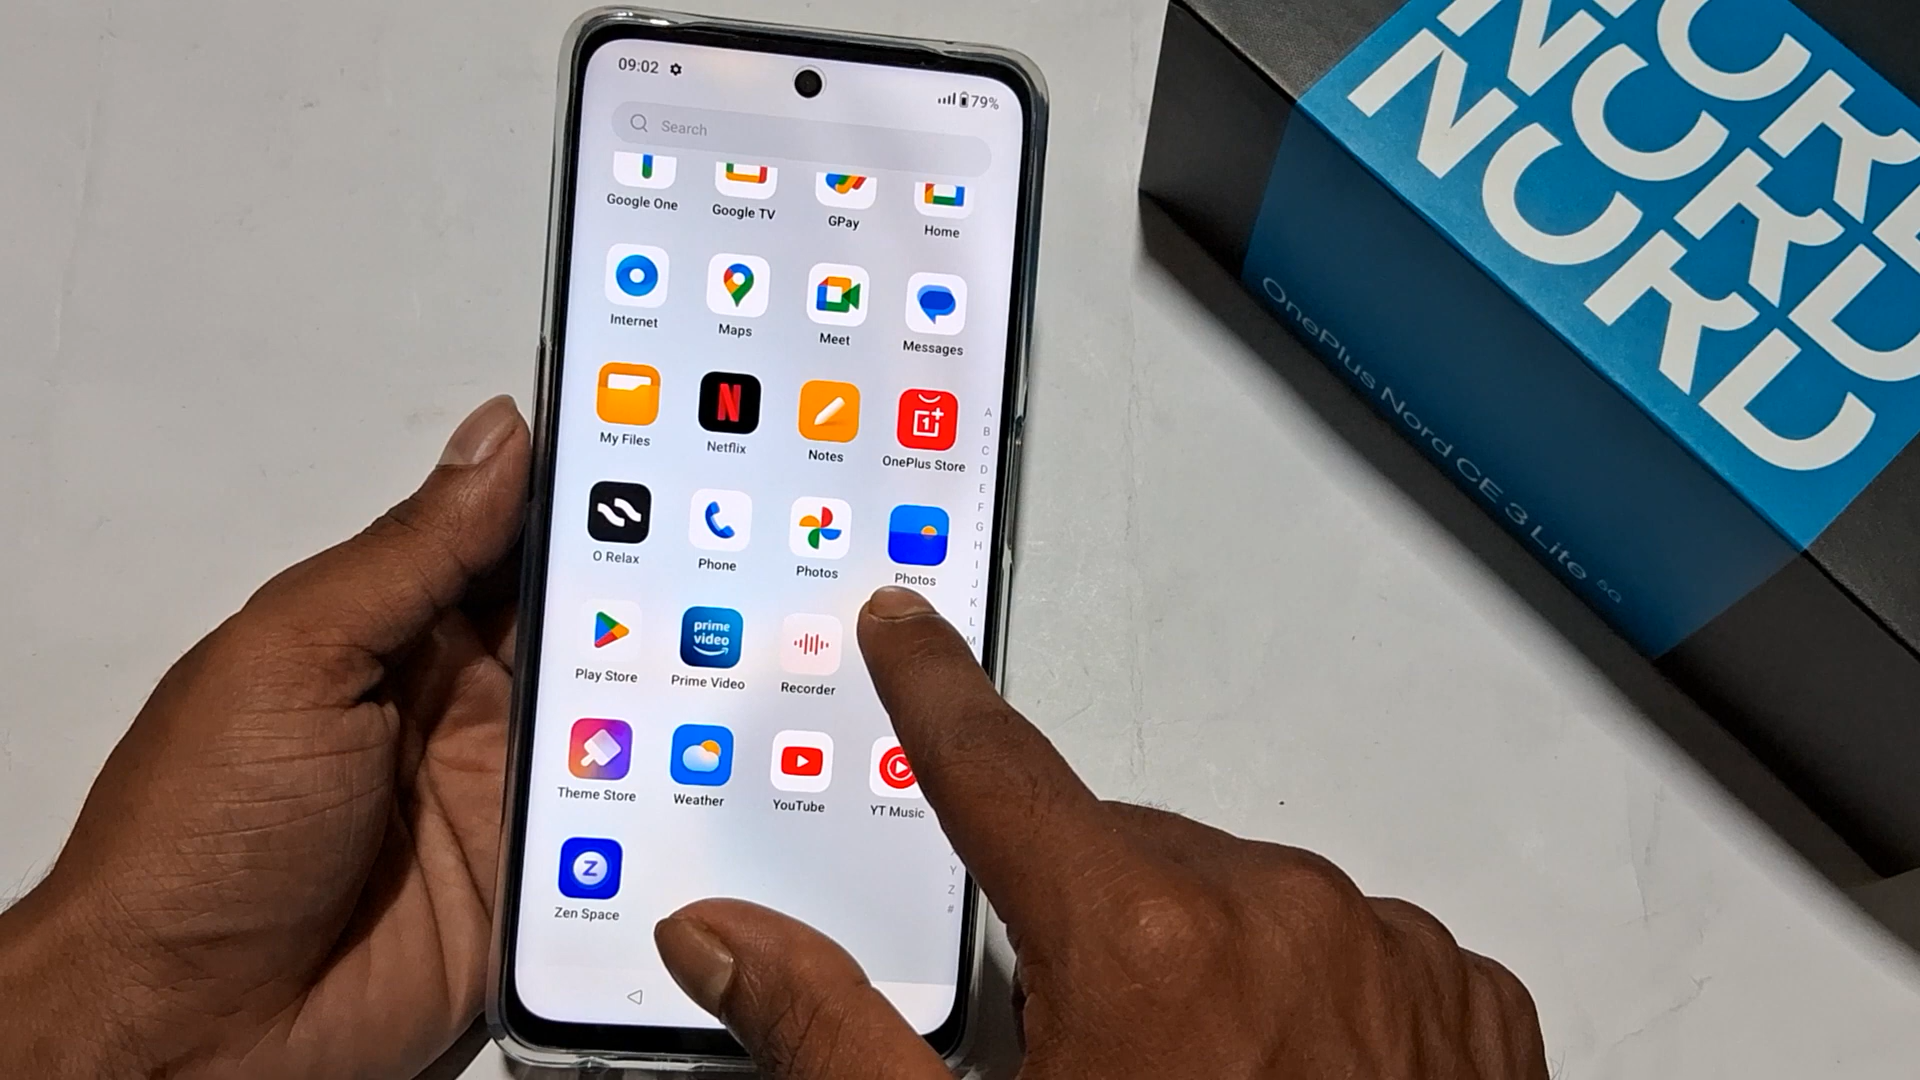 09:02
79%
Search
Google One
Google TV
GPay
Home
Internet
Maps
Meet
Messages
My Files
Netflix
Notes
OnePlus Store
O Relax
Phone
Photos
Photos
prime
video
Play Store
Prime Video
Recorder
Theme Store
Weather
YouTube
YT Music
Z
Zen Space
A
B
C
D
E
F
G
H
I
J
K
L
M
Y
Z
#
NORD
NORD
OnePlus Nord CE 3 Lite 5G